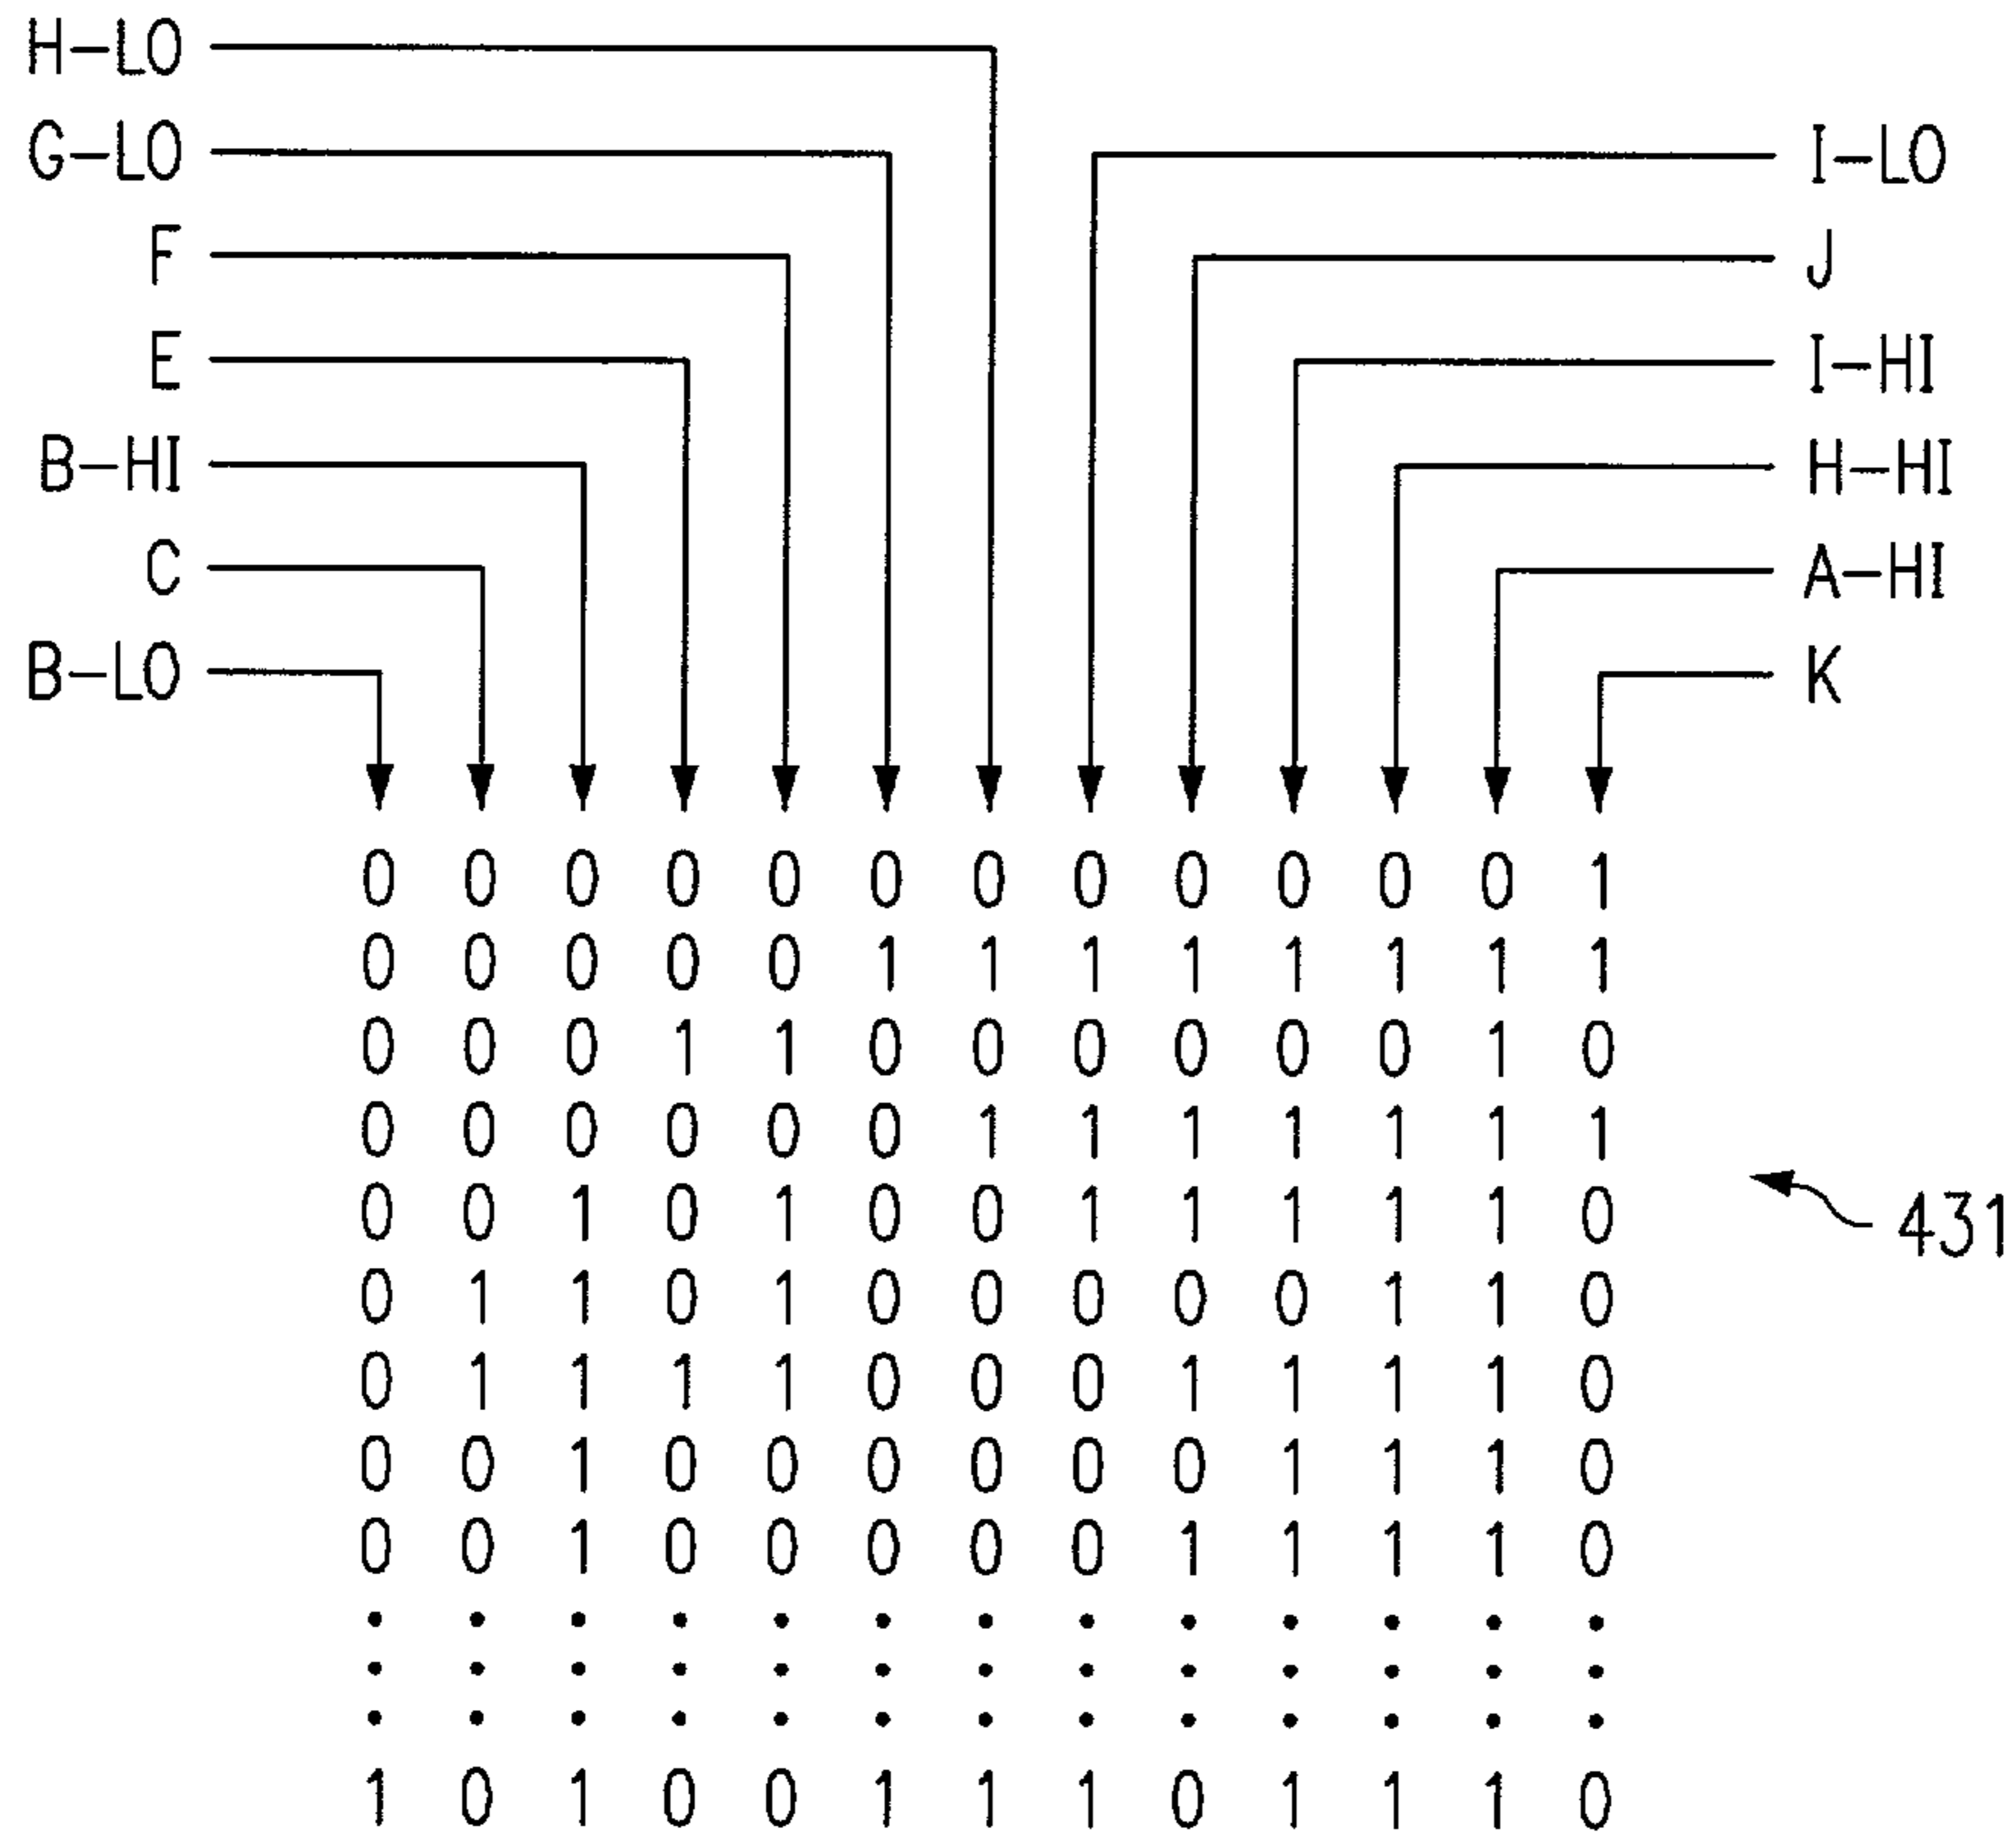 H-LO
G-LO I-LO
F J
E I-HI
B-HI H-HI
C A-HI
B-LO K
0 0 0 0 0 0 0 0 0 0 0 0 1
0 0 0 0 0 1 1 1 1 1 1 1 1
0 0 0 1 1 0 0 0 0 0 0 1 0
0 0 0 0 0 0 1 1 1 1 1 1 1
0 0 1 0 1 0 0 1 1 1 1 1 0
431
0 1 1 0 1 0 0 0 0 0 1 1 0
0 1 1 1 1 0 0 0 1 1 1 1 0
0 0 1 0 0 0 0 0 0 1 1 1 0
0 0 1 0 0 0 0 0 1 1 1 1 0
1 0 1 0 0 1 1 1 0 1 1 1 0